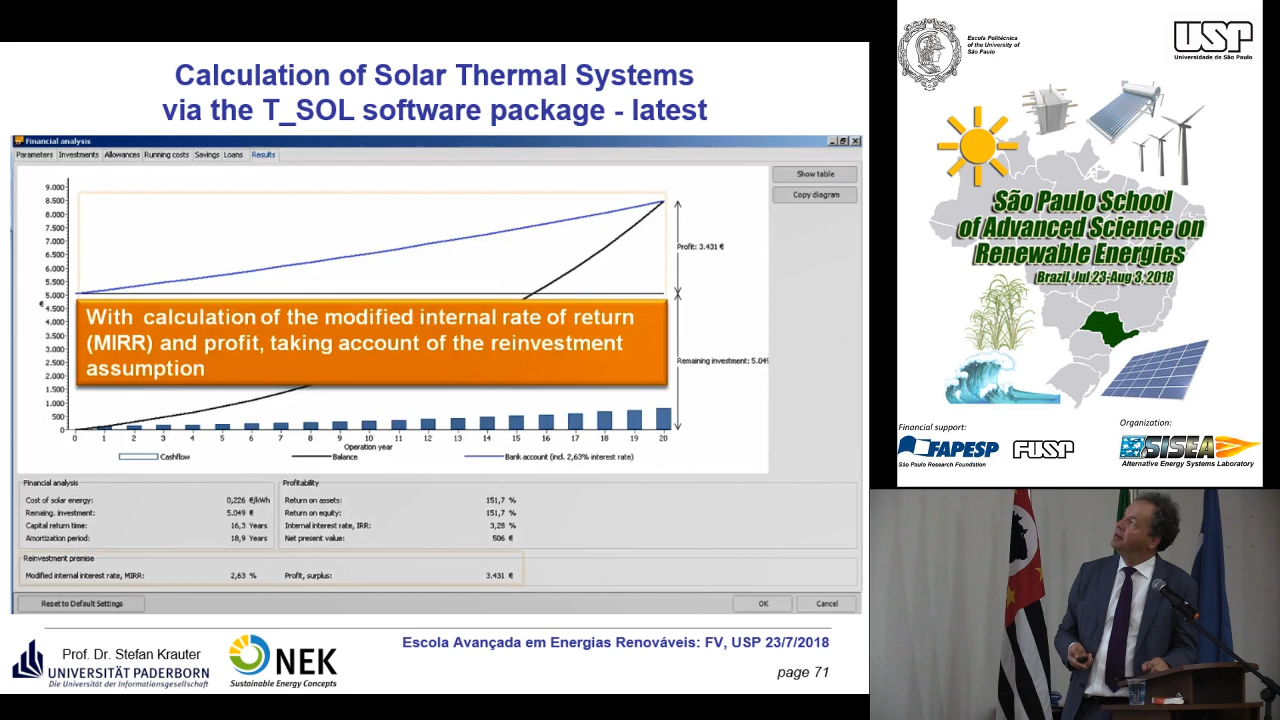 Calculation of Solar Thermal Systems
via the T_SOL software package - latest
Financial analysis
Parameters Investments Allowances Running costs Savings Loans Results
Show table
Copy diagram
9.000
8.500
8.000
7.500
7.000
6.500
6.000
5.500
5.000
4.500
4.000
3.500
3.000
2.500
2.000
1.500
1.000
500
0
€
Profit: 3.431 €
Remaining investment: 5.049
With calculation of the modified internal rate of return
(MIRR) and profit, taking account of the reinvestment
assumption
0 1 2 3 4 5 6 7 8 9 10 11 12 13 14 15 16 17 18 19 20
Operation year
Cashflow Balance Bank account (incl. 2,63% interest rate)
Financial analysis
Cost of solar energy: 0,226 €/kWh
Remaing. investment: 5.049 €
Capital return time: 16,3 Years
Amortization period: 18,9 Years
Profitability
Return on assets: 151,7 %
Return on equity: 151,7 %
Internal interest rate, IRR: 3,28 %
Net present value: 506 €
Reinvestment premise
Modified internal interest rate, MIRR: 2,63 % Profit, surplus: 3.431 €
Reset to Default Settings OK Cancel
Prof. Dr. Stefan Krauter
UNIVERSITÄT PADERBORN
Die Universität der Informationsgesellschaft
NEK
Sustainable Energy Concepts
Escola Avançada em Energias Renováveis: FV, USP 23/7/2018
page 71
Escola Politécnica
of the University of
São Paulo
USP
Universidade de São Paulo
São Paulo School
of Advanced Science on
Renewable Energies
Brazil, Jul 23-Aug 3, 2018
Financial support:
FAPESP
São Paulo Research Foundation
FUSP
Organization:
SISEA
Alternative Energy Systems Laboratory